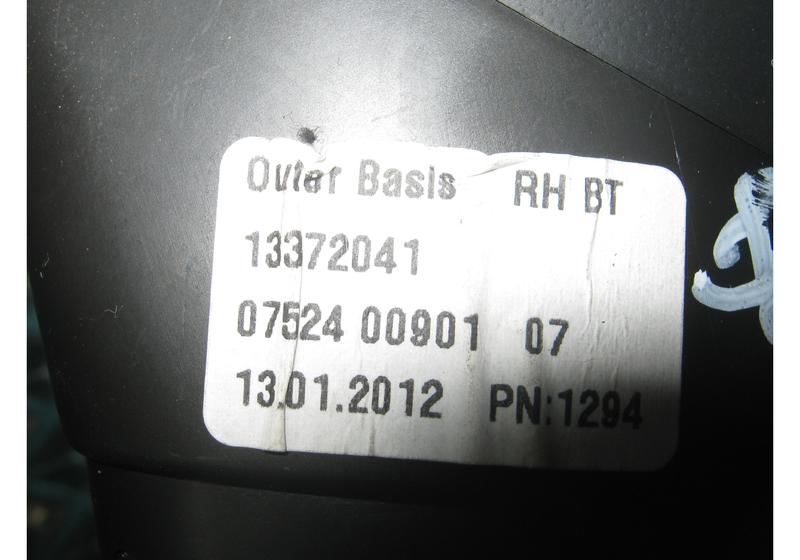 Outer Basis RH BT
13372041
07524 00901 07
13.01.2012 PN:1294